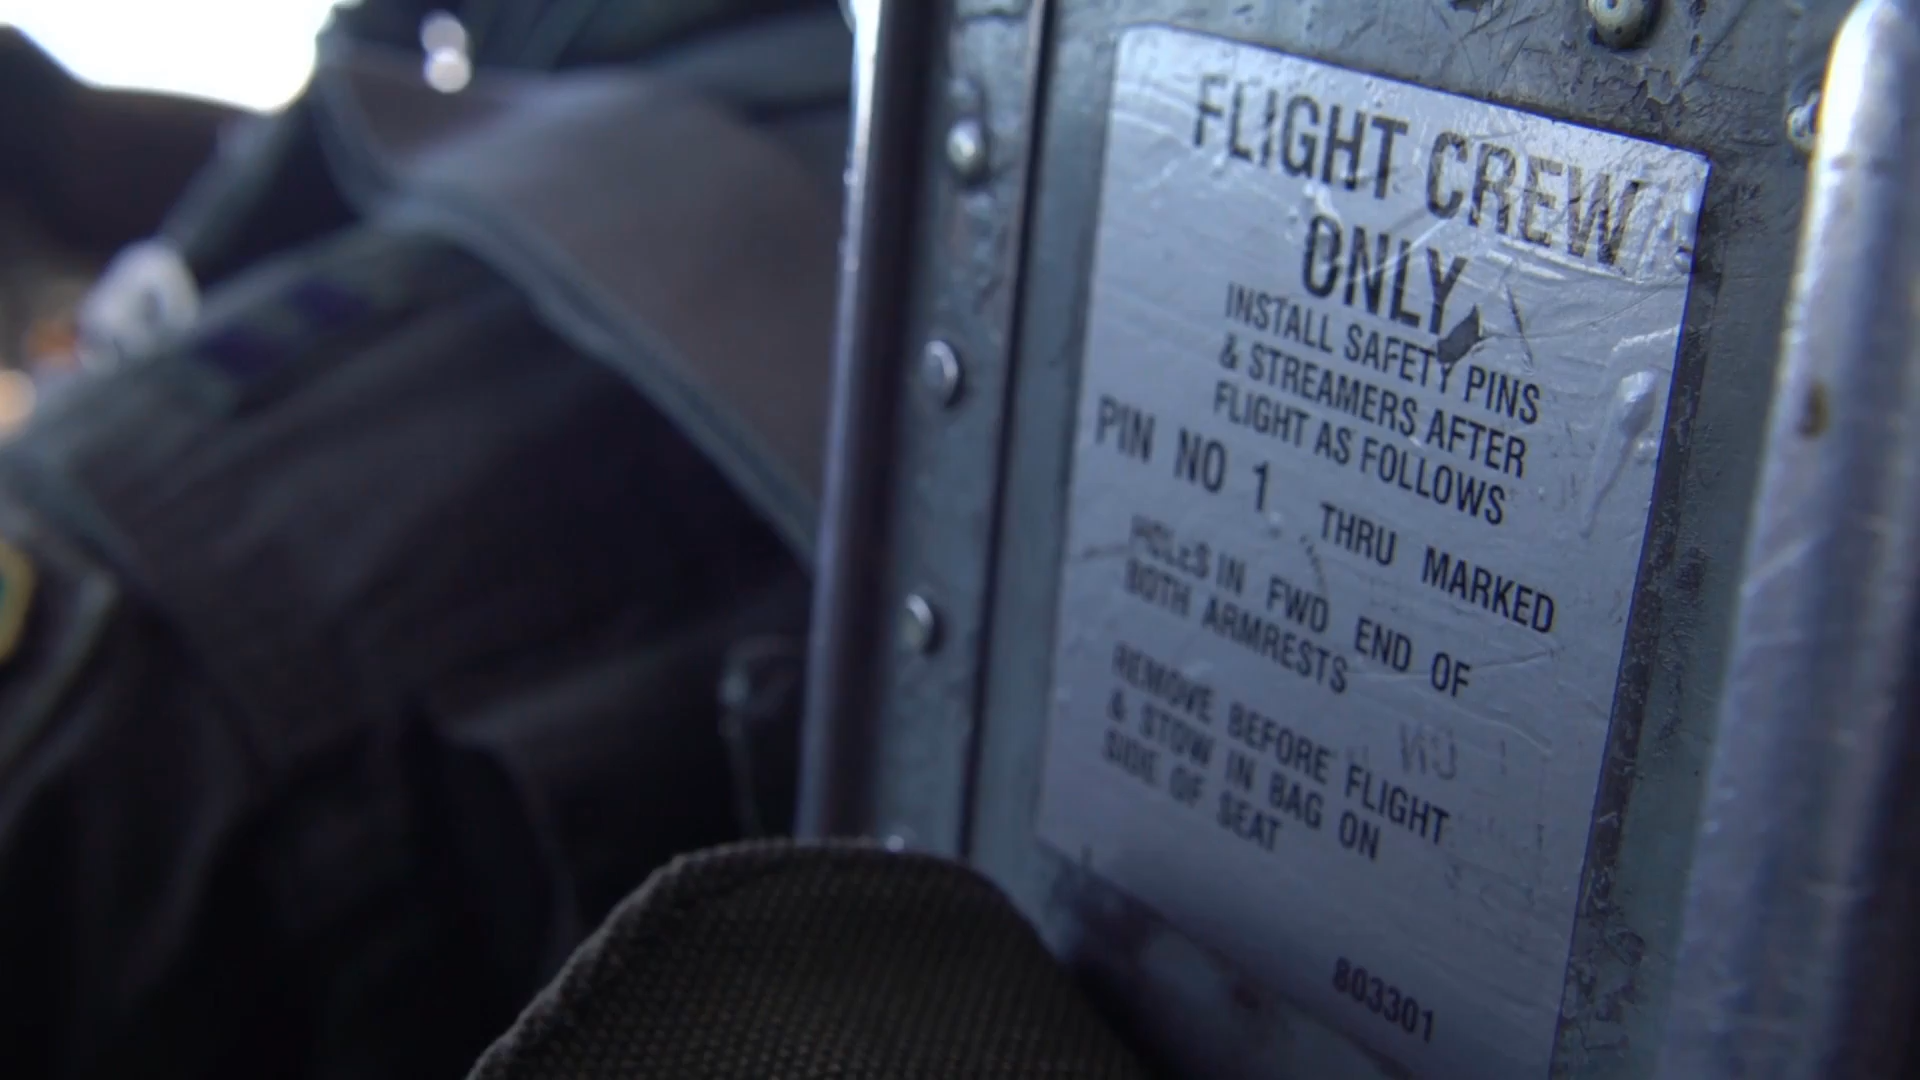 FLIGHT CREW
ONLY
INSTALL SAFETY PINS
& STREAMERS AFTER
FLIGHT AS FOLLOWS
PIN NO 1 THRU MARKED
HOLES IN FWD END OF
BOTH ARMRESTS
REMOVE BEFORE FLIGHT
& STOW IN BAG ON
SIDE OF SEAT
803301